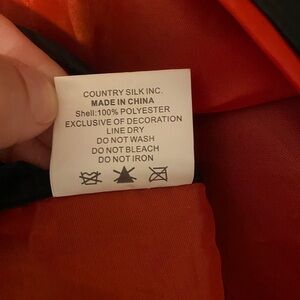 COUNTRY SILK INC.
MADE IN CHINA
Shell:100% POLYESTER
EXCLUSIVE OF DECORATION
LINE DRY
DO NOT WASH
DO NOT BLEACH
DO NOT IRON